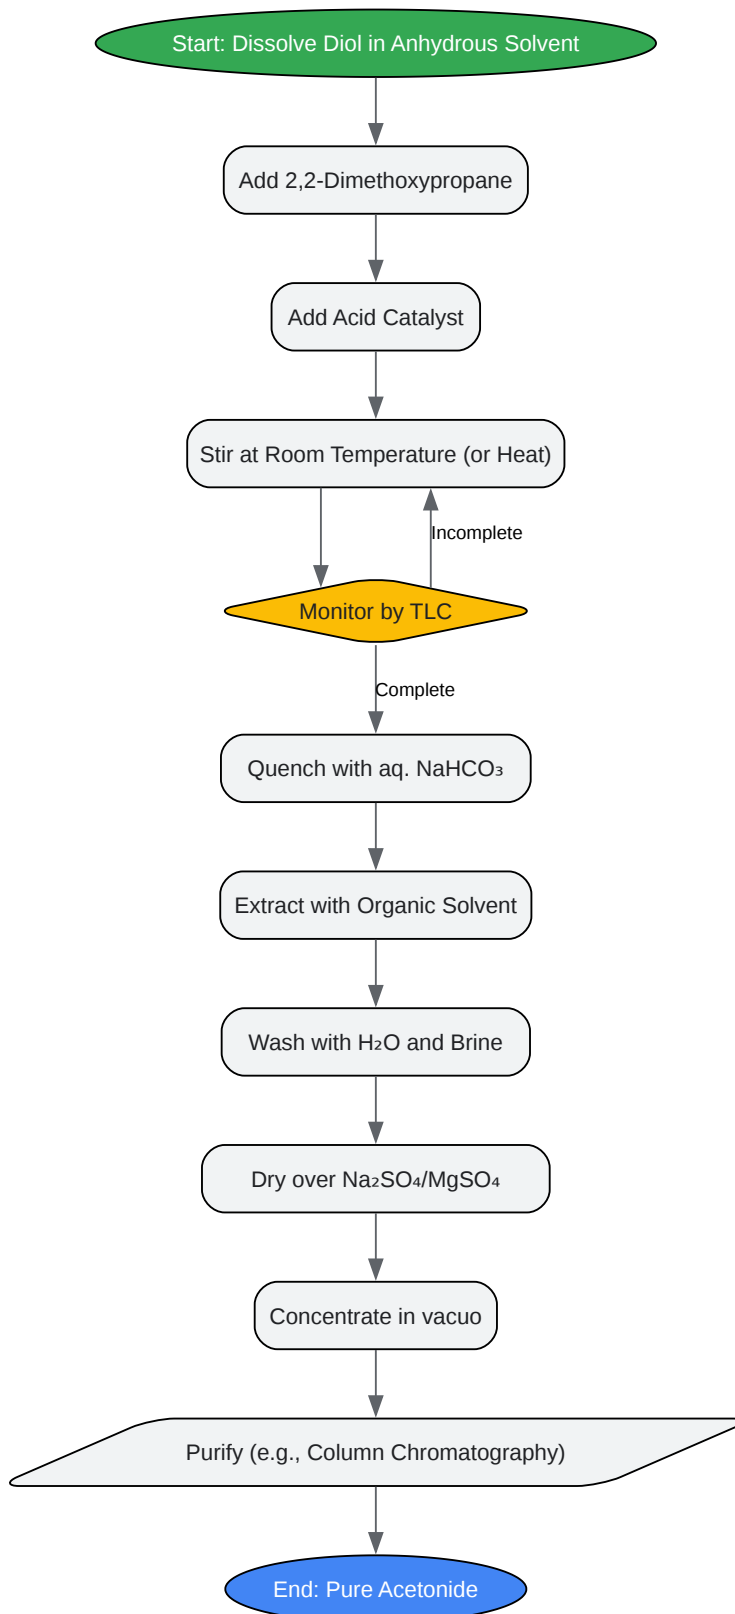 Start: Dissolve Diol in Anhydrous Solvent
Add 2,2-Dimethoxypropane
Add Acid Catalyst
Stir at Room Temperature (or Heat)
Incomplete
Monitor by TLC
Complete
Quench with aq. NaHCO₃
Extract with Organic Solvent
Wash with H₂O and Brine
Dry over Na₂SO₄/MgSO₄
Concentrate in vacuo
Purify (e.g., Column Chromatography)
End: Pure Acetonide